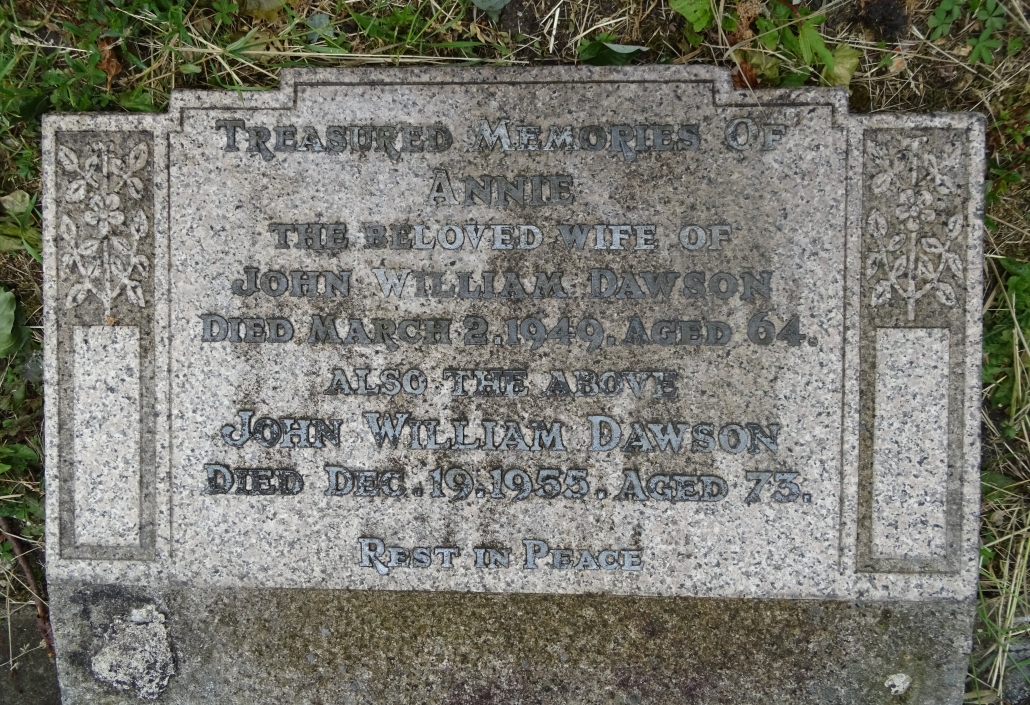 Treasured Memories Of
Annie
the beloved wife of
John William Dawson
Died March 2. 1949. Aged 64.
also the above
John William Dawson
Died Dec. 19. 1955. Aged 73.
Rest in Peace